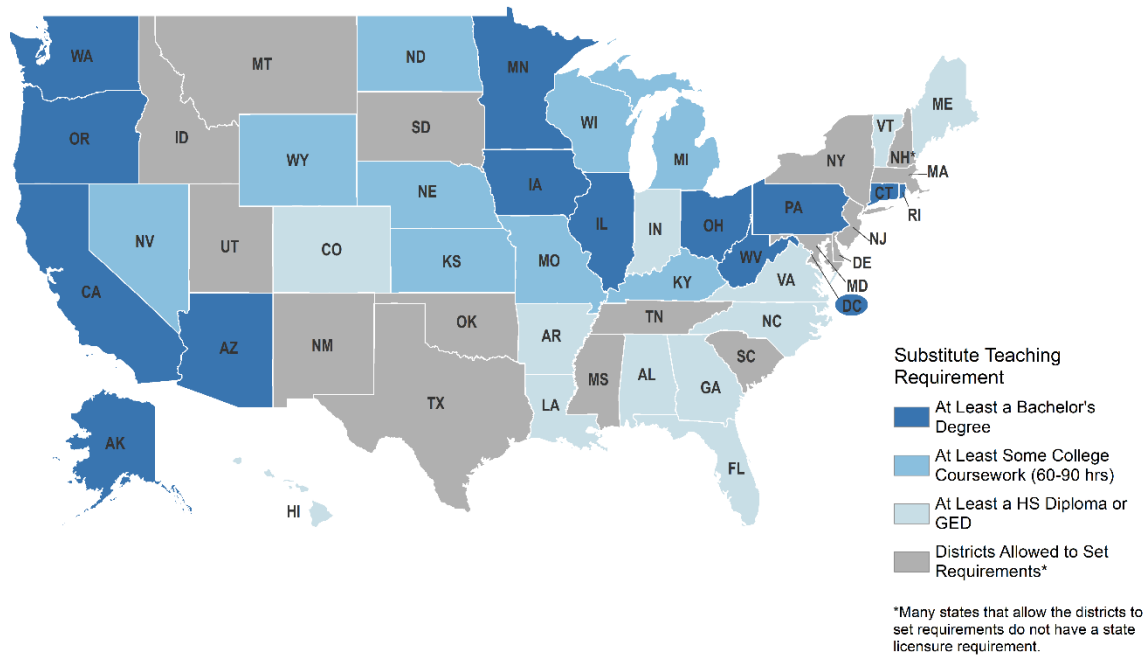 WA
MT
ND
MN
ME
VT
OR
ID
SD
WI
NY
NH*
MI
MA
WY
IA
NE
CT
PA
RI
NV
UT
CO
IL
IN
OH
NJ
KS
MO
WV
DE
CA
KY
VA
MD
DC
OK
TN
NC
AZ
NM
AR
SC
MS
AL
GA
TX
LA
AK
FL
HI
Substitute Teaching
Requirement
At Least a Bachelor's
Degree
At Least Some College
Coursework (60-90 hrs)
At Least a HS Diploma or
GED
Districts Allowed to Set
Requirements*
*Many states that allow the districts to
set requirements do not have a state
licensure requirement.